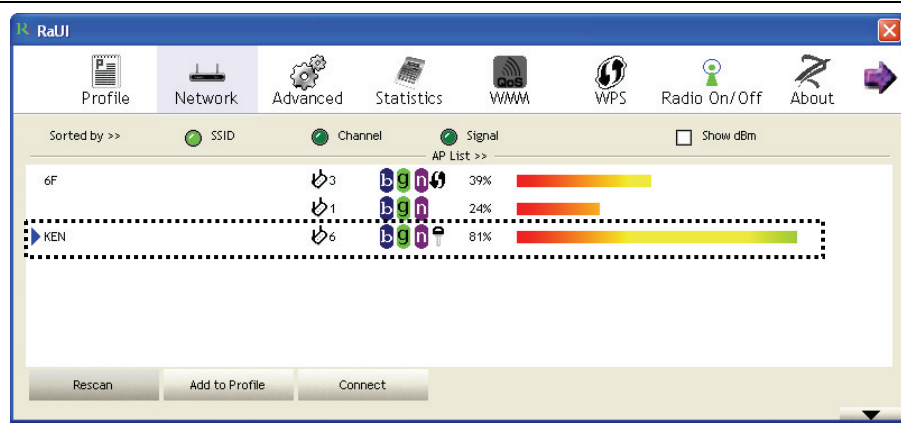 RaUI
Profile Network Advanced Statistics QoS WMM WPS Radio On/Off About
Sorted by >> SSID Channel Signal Show dBm
AP List >>
6F 3 b g n 39%
1 b g n 24%
KEN 6 b g n 81%
Rescan Add to Profile Connect